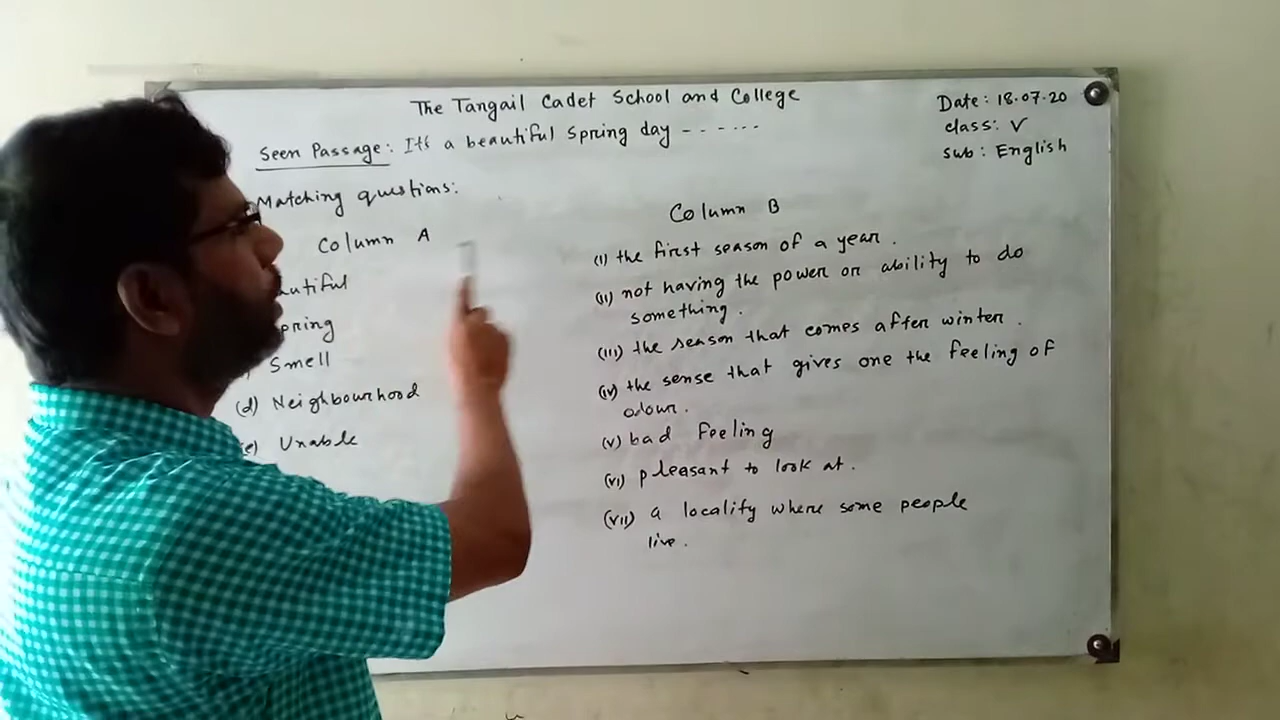 The Tangail Cadet School and College
Date: 18.07.20
Class: V
Sub: English
Seen Passage: It's a beautiful spring day ------
Matching questions:
Column A
autiful
pring
Smell
(d) Neighbourhood
(e) Unable
Column B
(i) the first season of a year.
(ii) not having the power or ability to do
something.
(iii) the season that comes after winter.
(iv) the sense that gives one the feeling of
odour.
(v) bad feeling
(vi) pleasant to look at.
(vii) a locality where some people
live.